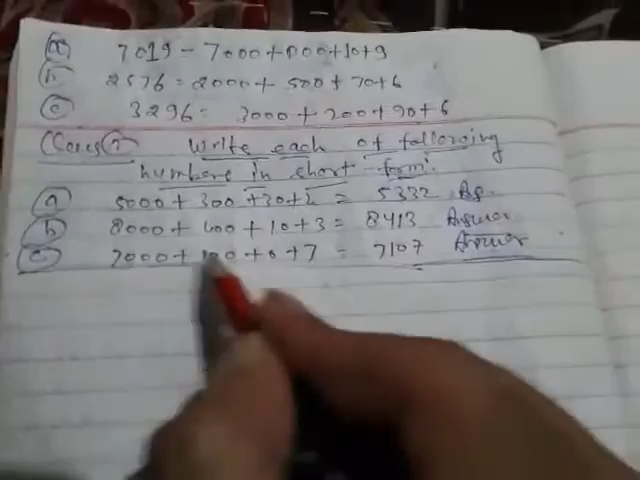 (a) 7019 - 7000+000+10+9
(b) 2576 = 2000+ 500+ 70+6
(c) 3296 = 3000 + 200+ 90+ 6
Write each of following
numbers in short-form.
(a) 5000 + 300 +30+2 = 5332 As.
(b) 8000 + 400 + 10+3 = 8413 Answer
(c) 7000+ 100 +0 +7 = 7107 Answer